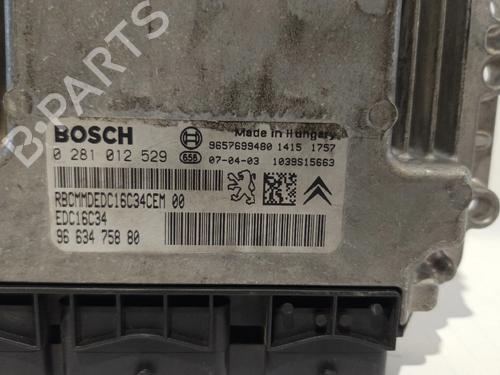 BOSCH
Made in Hungary
9657699480 1415 1757
0 281 012 529 658 07-04-03 1039S15663
RBCMMDEDC16C34CEM 00
EDC16C34
96 634 758 80
B-Parts